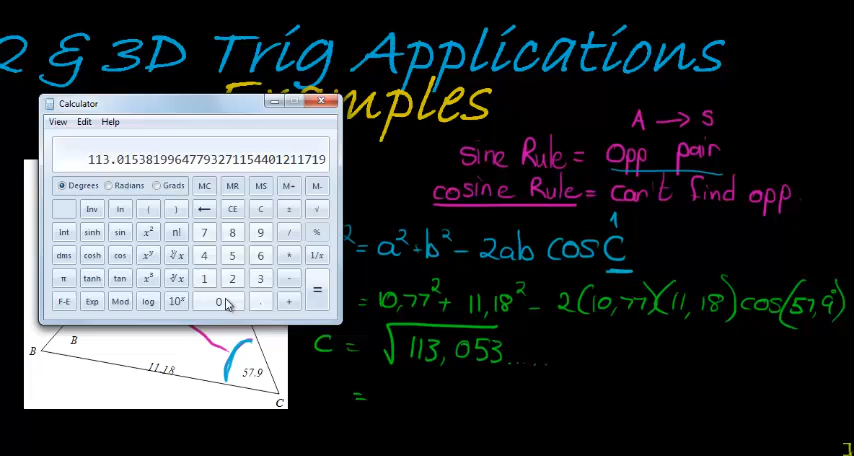 2 & 3D Trig Applications
Examples
Calculator
View Edit Help
113.01538199647793271154401211719
Degrees Radians Grads MC MR MS M+ M-
Inv ln ( ) ← CE C ± √
Int sinh sin x² n! 7 8 9 / %
dms cosh cos xʸ ʸ√x 4 5 6 * 1/x
π tanh tan x³ ³√x 1 2 3 - =
F-E Exp Mod log 10ˣ 0 . +
A → S
sine Rule = Opp pair
cosine Rule = can't find opp.
² = a² + b² - 2ab cos C
= 10,77² + 11,18² - 2(10,77)(11,18) cos(57,9°)
C = √113,053.....
=
B B
11.18
57.9
C